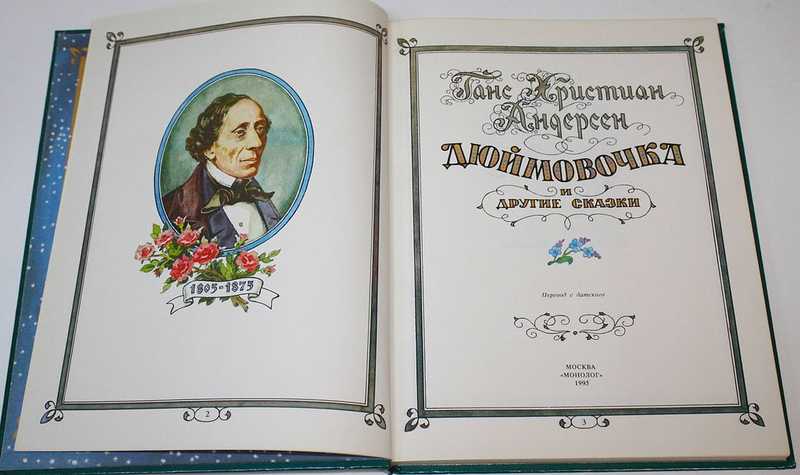 1805-1875
2
Ганс Христиан
Андерсен
ДЮЙМОВОЧКА
и
ДРУГИЕ СКАЗКИ
Перевод с датского
МОСКВА
«МОНОЛОГ»
1995
3